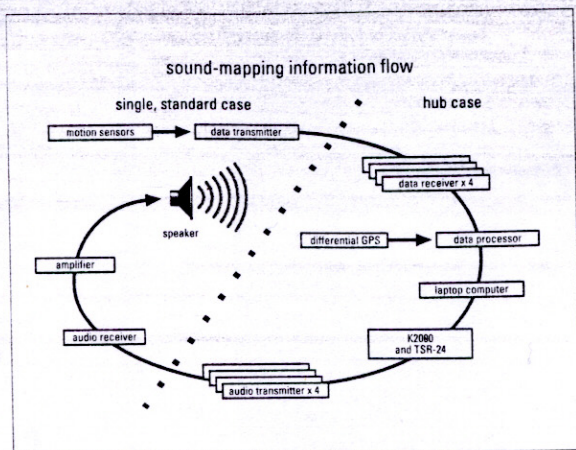 sound-mapping information flow
single, standard case
hub case
motion sensors
data transmitter
data receiver x 4
speaker
differential GPS
data processor
amplifier
laptop computer
audio receiver
K2000
and TSR-24
audio transmitter x 4